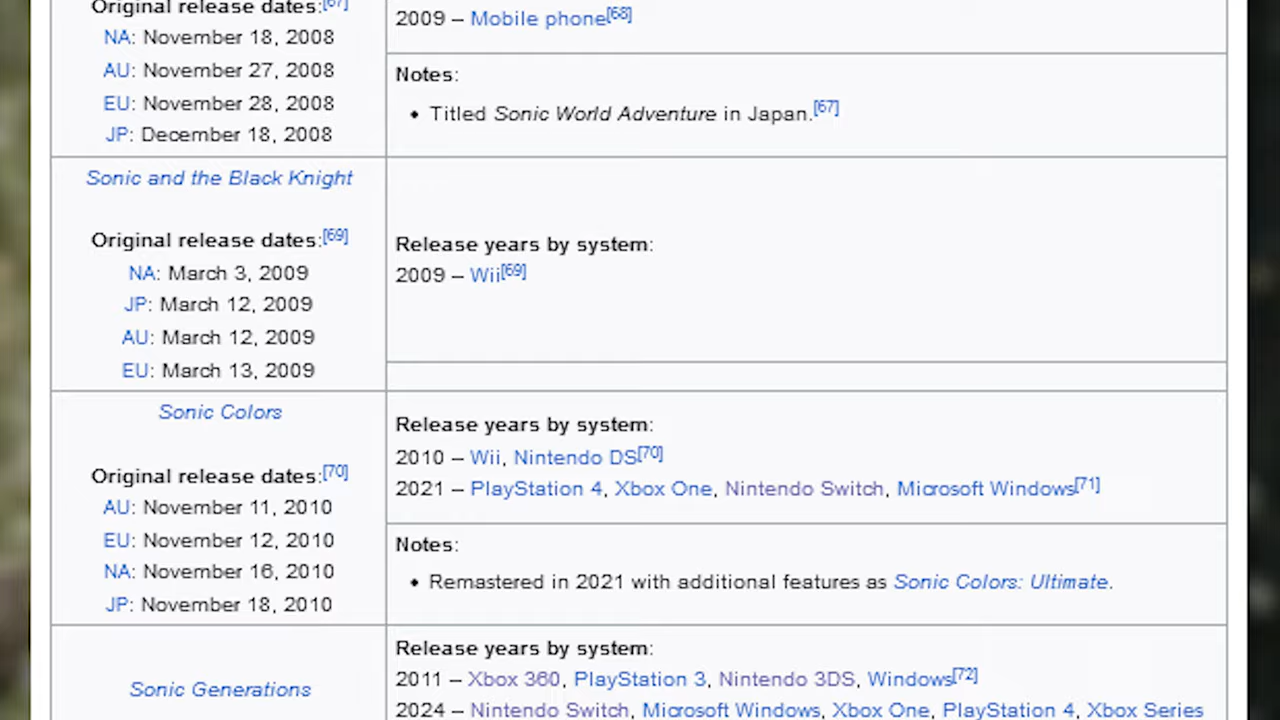 Original release dates:[67]
NA: November 18, 2008
AU: November 27, 2008
EU: November 28, 2008
JP: December 18, 2008
2009 – Mobile phone[68]
Notes:
• Titled Sonic World Adventure in Japan.[67]
Sonic and the Black Knight
Original release dates:[69]
NA: March 3, 2009
JP: March 12, 2009
AU: March 12, 2009
EU: March 13, 2009
Release years by system:
2009 – Wii[69]
Sonic Colors
Original release dates:[70]
AU: November 11, 2010
EU: November 12, 2010
NA: November 16, 2010
JP: November 18, 2010
Release years by system:
2010 – Wii, Nintendo DS[70]
2021 – PlayStation 4, Xbox One, Nintendo Switch, Microsoft Windows[71]
Notes:
• Remastered in 2021 with additional features as Sonic Colors: Ultimate.
Sonic Generations
Release years by system:
2011 – Xbox 360, PlayStation 3, Nintendo 3DS, Windows[72]
2024 – Nintendo Switch, Microsoft Windows, Xbox One, PlayStation 4, Xbox Series